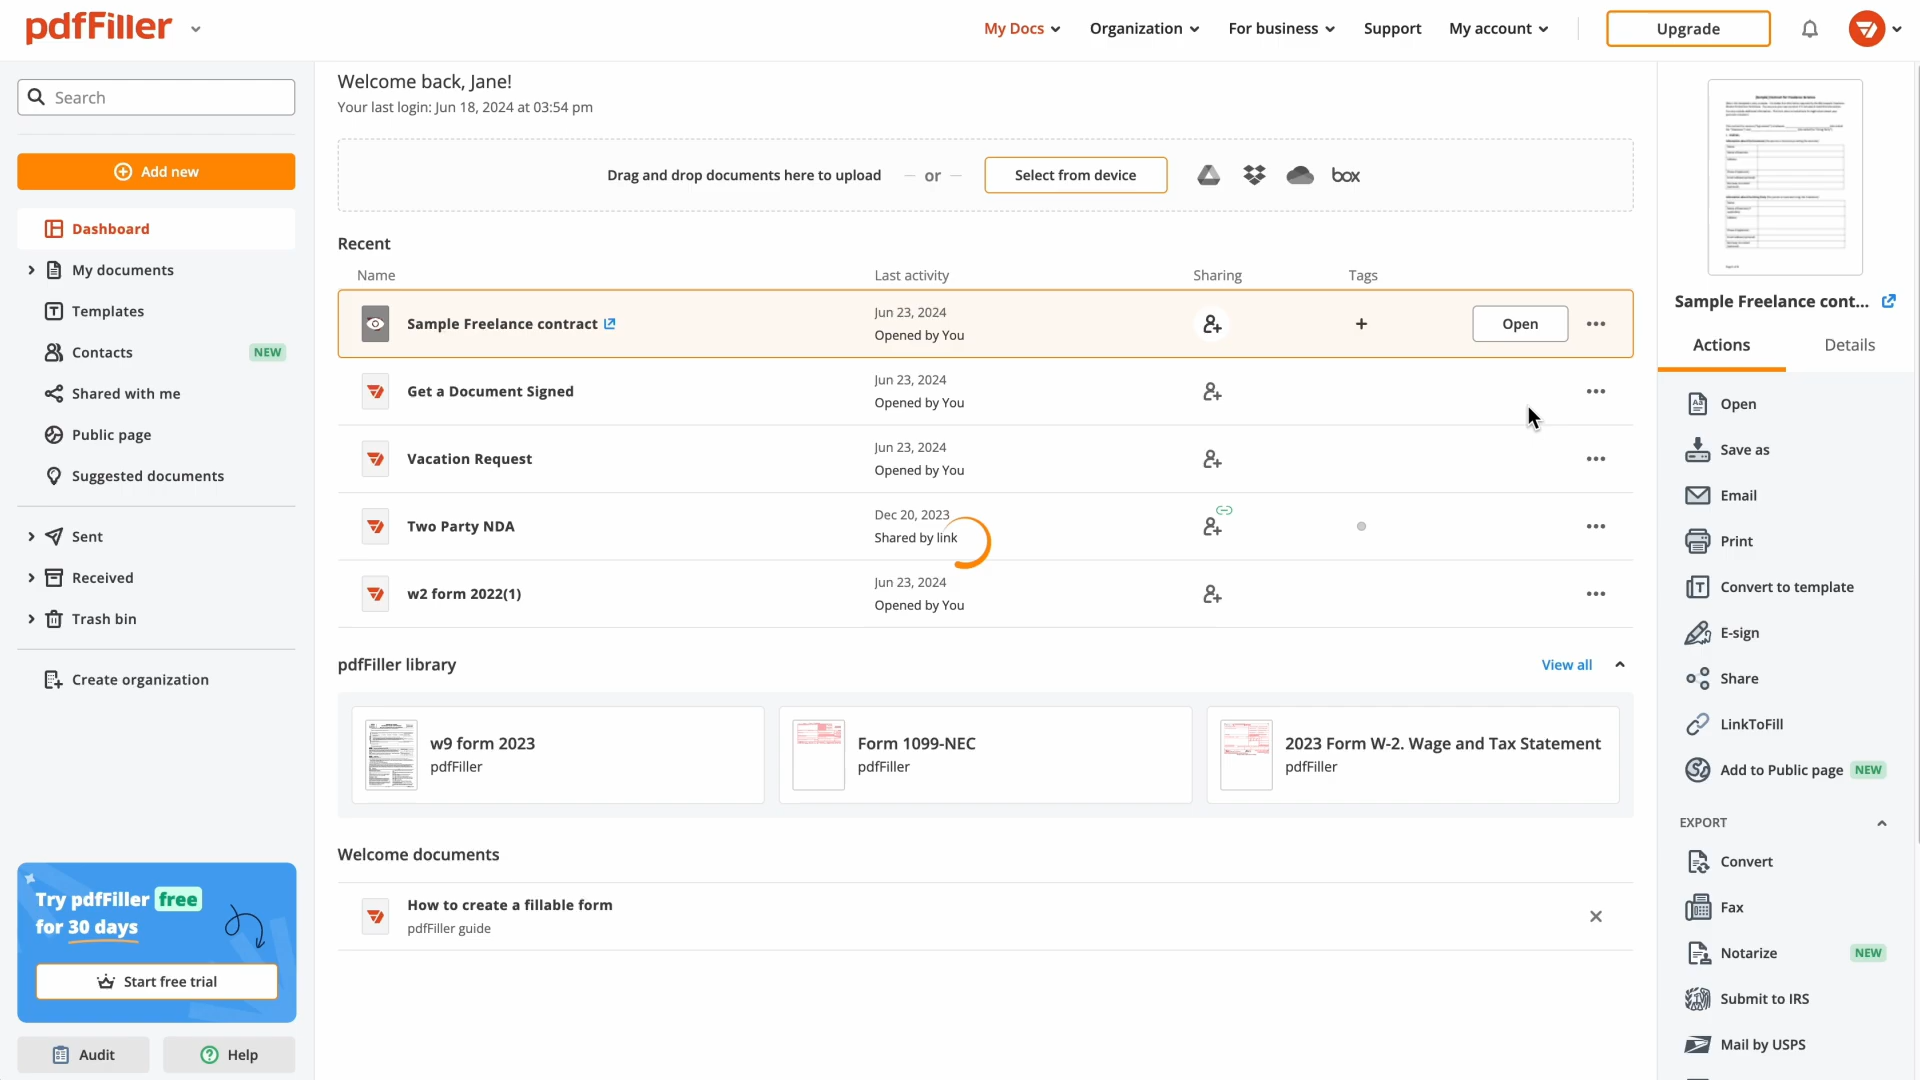 pdfFiller
My Docs
Organization
For business
Support
My account
Upgrade
Search
Add new
Dashboard
My documents
Templates
Contacts NEW
Shared with me
Public page
Suggested documents
Sent
Received
Trash bin
Create organization
Try pdfFiller free
for 30 days
Start free trial
Audit
Help
Welcome back, Jane!
Your last login: Jun 18, 2024 at 03:54 pm
Drag and drop documents here to upload — or — Select from device box
Recent
Name Last activity Sharing Tags
Sample Freelance contract
Jun 23, 2024
Opened by You
+
Open
Get a Document Signed
Jun 23, 2024
Opened by You
Vacation Request
Jun 23, 2024
Opened by You
Two Party NDA
Dec 20, 2023
Shared by link
w2 form 2022(1)
Jun 23, 2024
Opened by You
pdfFiller library
View all
w9 form 2023
pdfFiller
Form 1099-NEC
pdfFiller
2023 Form W-2. Wage and Tax Statement
pdfFiller
Welcome documents
How to create a fillable form
pdfFiller guide
Sample Freelance cont...
Actions Details
Open
Save as
Email
Print
Convert to template
E-sign
Share
LinkToFill
Add to Public page NEW
EXPORT
Convert
Fax
Notarize NEW
Submit to IRS
Mail by USPS